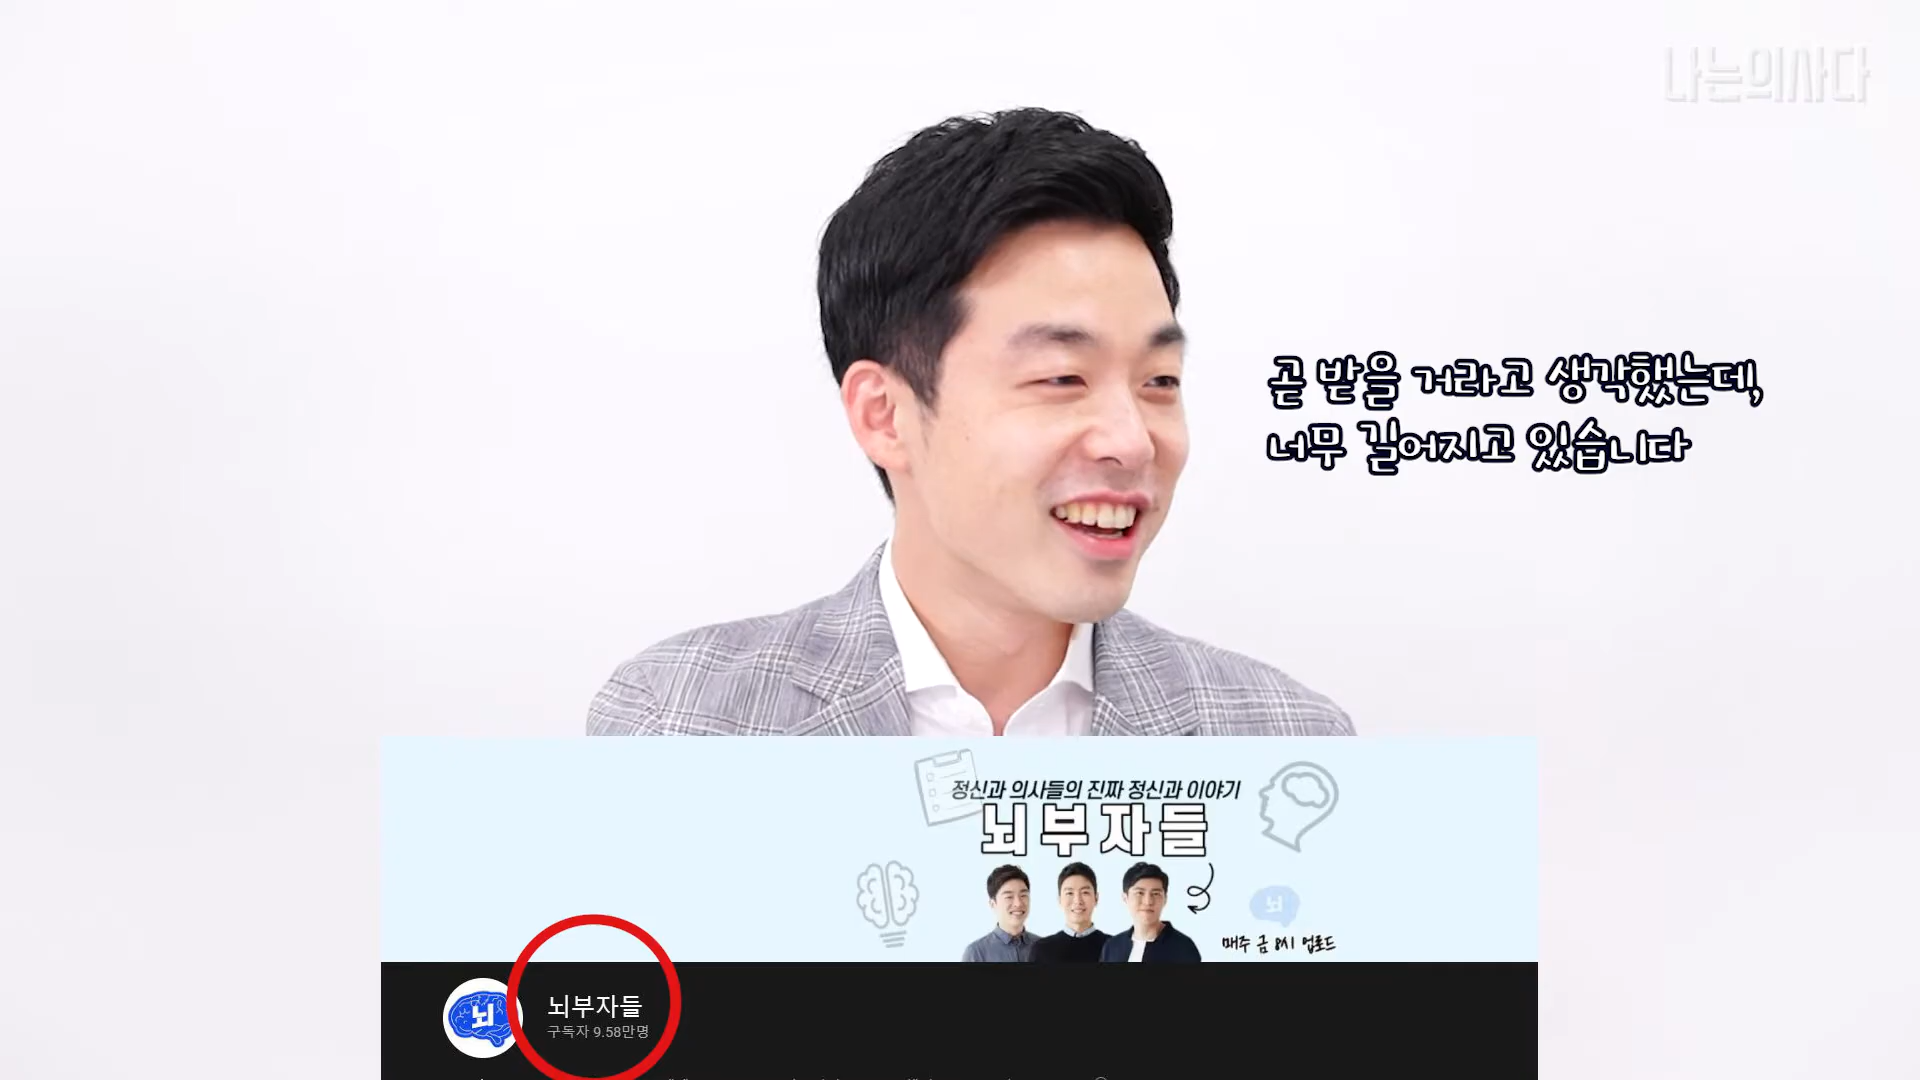 나는의사다
곧 받을 거라고 생각했는데,
너무 길어지고 있습니다
정신과 의사들의 진짜 정신과 이야기
뇌부자들
뇌
매주 금 8시 업로드
뇌
뇌부자들
구독자 9.58만명